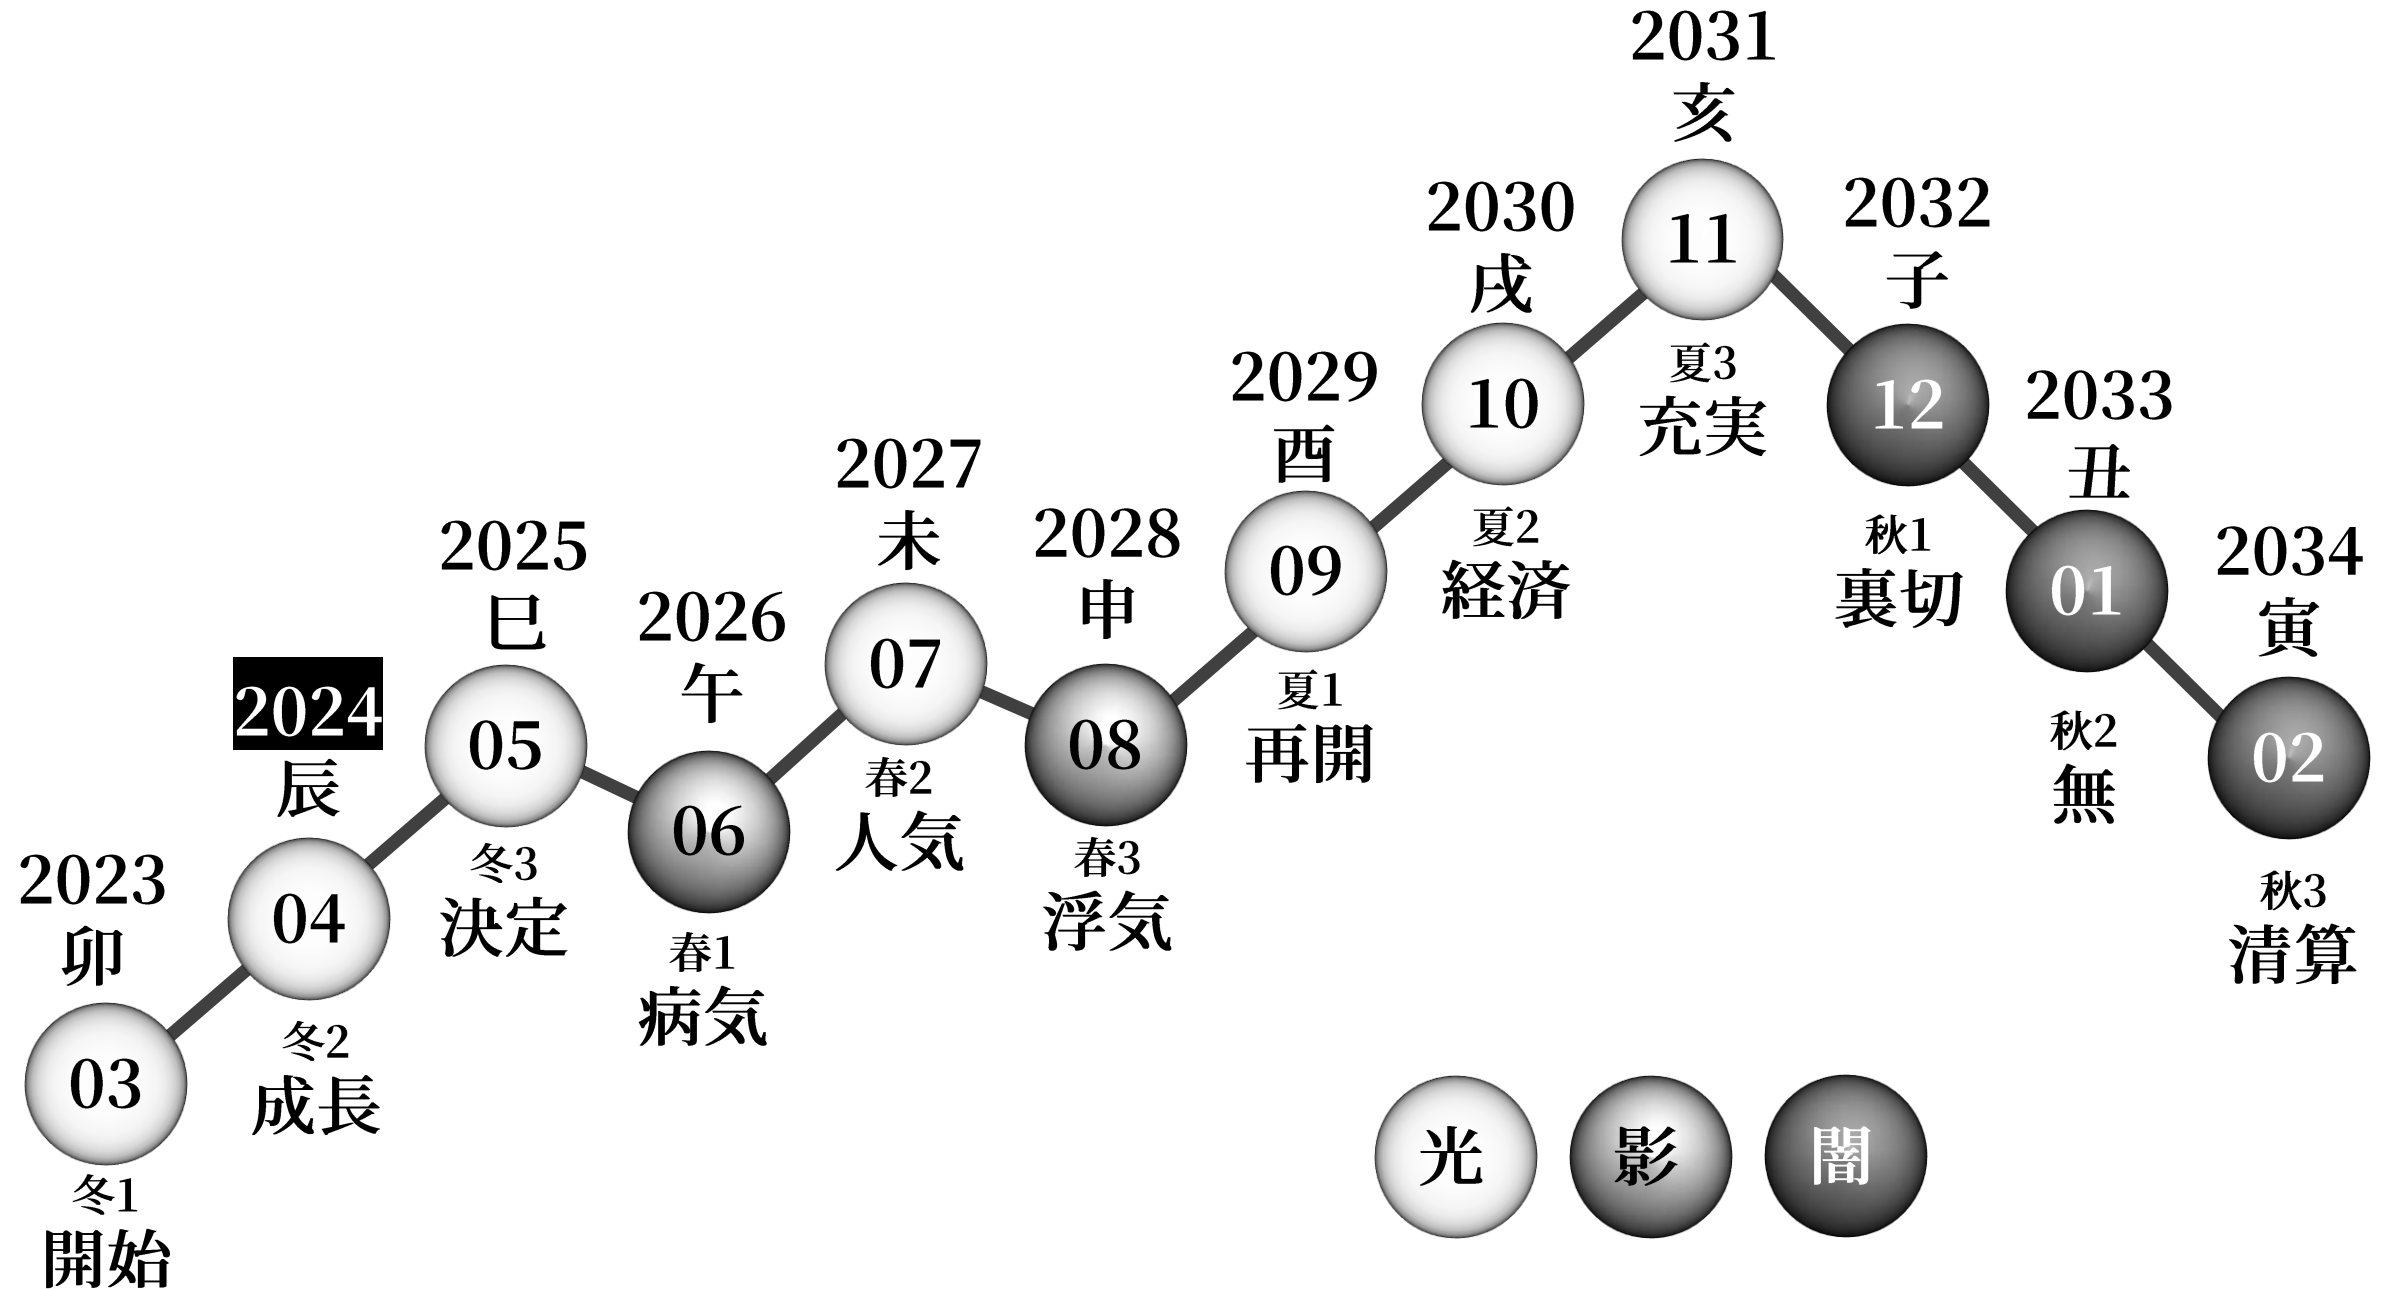 2023
卯
03
冬1
開始
2024
辰
04
冬2
成長
2025
巳
05
冬3
決定
2026
午
06
春1
病気
2027
未
07
春2
人気
2028
申
08
春3
浮気
2029
酉
09
夏1
再開
2030
戌
10
夏2
経済
2031
亥
11
夏3
充実
2032
子
12
秋1
裏切
2033
丑
01
秋2
無
2034
寅
02
秋3
清算
光
影
闇